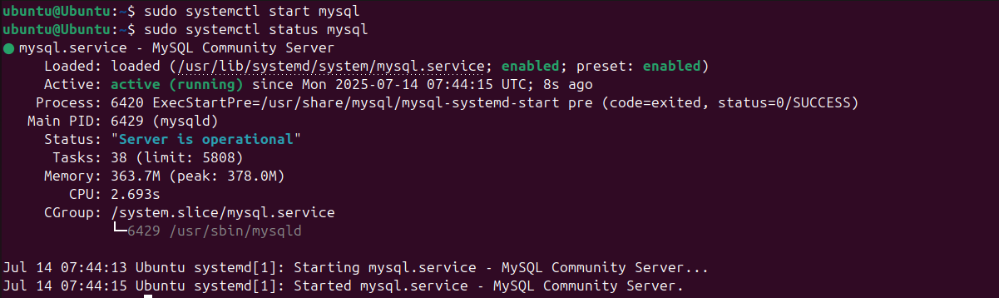 ubuntu@Ubuntu:~$ sudo systemctl start mysql
ubuntu@Ubuntu:~$ sudo systemctl status mysql
● mysql.service - MySQL Community Server
     Loaded: loaded (/usr/lib/systemd/system/mysql.service; enabled; preset: enabled)
     Active: active (running) since Mon 2025-07-14 07:44:15 UTC; 8s ago
    Process: 6420 ExecStartPre=/usr/share/mysql/mysql-systemd-start pre (code=exited, status=0/SUCCESS)
   Main PID: 6429 (mysqld)
     Status: "Server is operational"
      Tasks: 38 (limit: 5808)
     Memory: 363.7M (peak: 378.0M)
        CPU: 2.693s
     CGroup: /system.slice/mysql.service
             └─6429 /usr/sbin/mysqld

Jul 14 07:44:13 Ubuntu systemd[1]: Starting mysql.service - MySQL Community Server...
Jul 14 07:44:15 Ubuntu systemd[1]: Started mysql.service - MySQL Community Server.